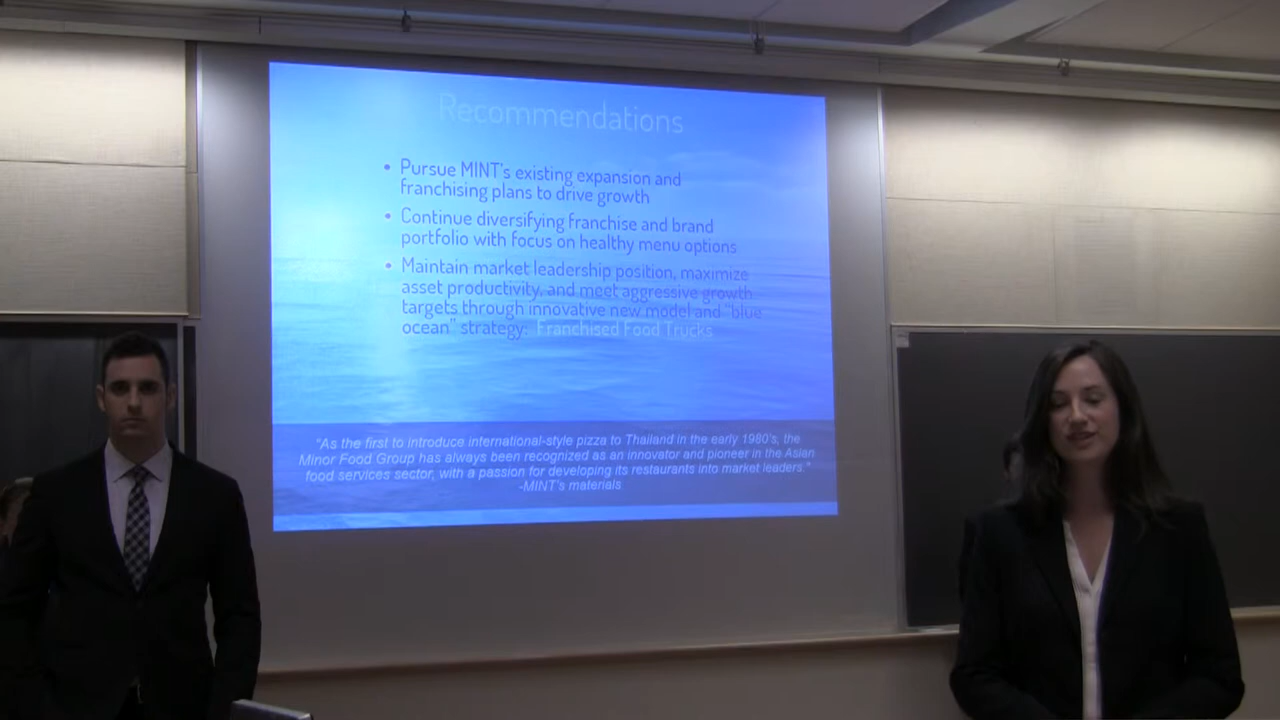 Recommendations
• Pursue MINT's existing expansion and
franchising plans to drive growth
• Continue diversifying franchise and brand
portfolio with focus on healthy menu options
• Maintain market leadership position, maximize
asset productivity, and meet aggressive growth
targets through innovative new model and "blue
ocean" strategy: Franchised Food Trucks
"As the first to introduce international-style pizza to Thailand in the early 1980's, the
Minor Food Group has always been recognized as an innovator and pioneer in the Asian
food services sector, with a passion for developing its restaurants into market leaders."
-MINT's materials